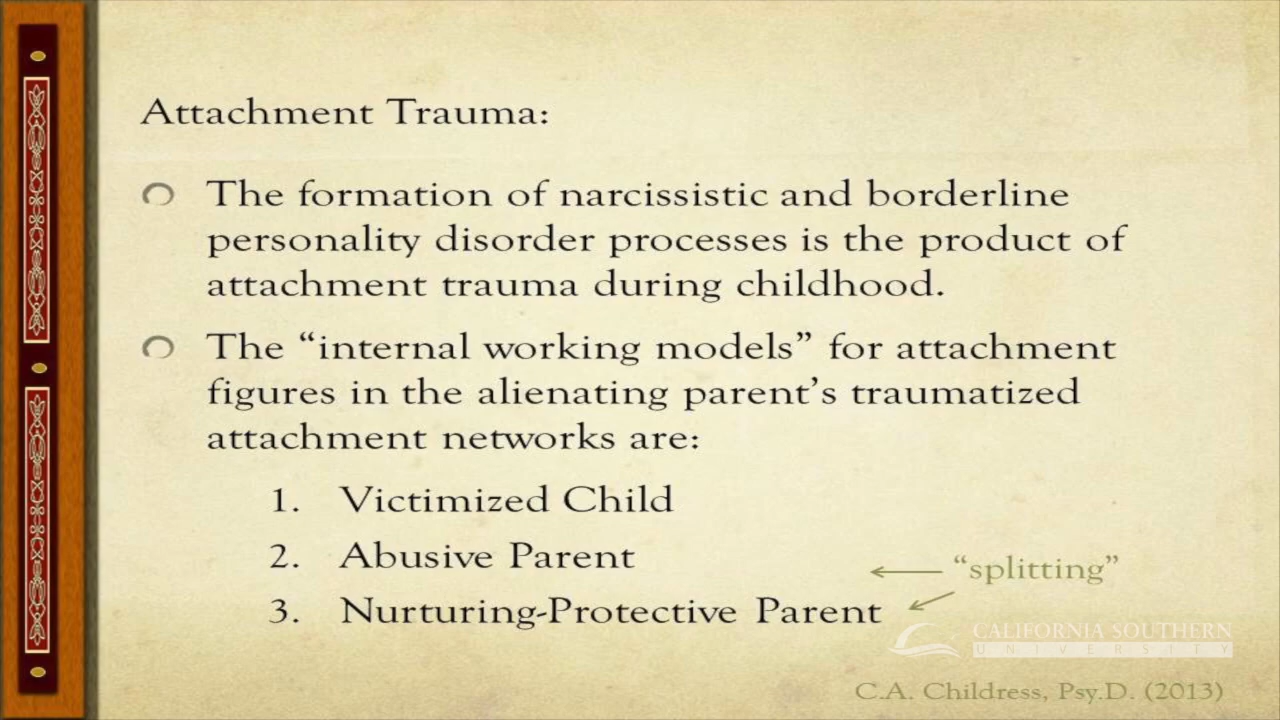 Attachment Trauma:
The formation of narcissistic and borderline
personality disorder processes is the product of
attachment trauma during childhood.
The “internal working models” for attachment
figures in the alienating parent’s traumatized
attachment networks are:
1. Victimized Child
2. Abusive Parent
3. Nurturing-Protective Parent
“splitting”
CALIFORNIA SOUTHERN
UNIVERSITY
C.A. Childress, Psy.D. (2013)